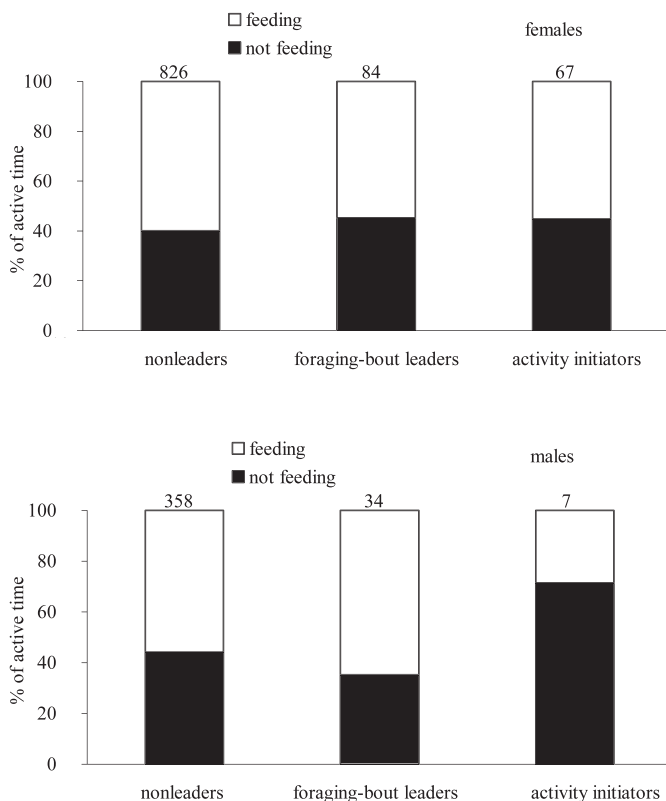 feeding
not feeding
females
826
84
67
100
80
60
40
20
0
% of active time
nonleaders
foraging-bout leaders
activity initiators
feeding
not feeding
males
358
34
7
100
80
60
40
20
0
% of active time
nonleaders
foraging-bout leaders
activity initiators